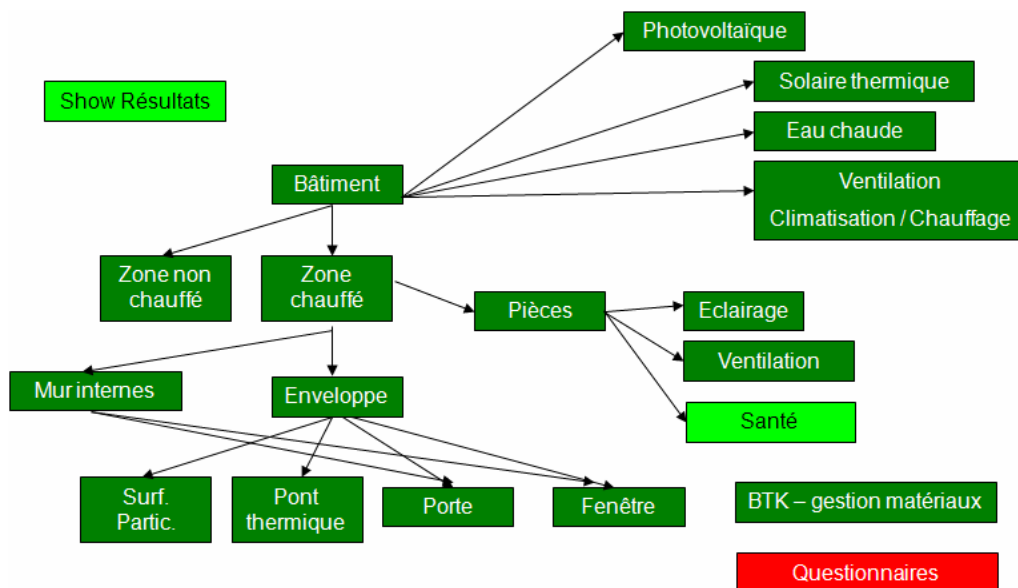 Photovoltaïque
Show Résultats
Solaire thermique
Eau chaude
Bâtiment
Ventilation
Climatisation / Chauffage
Zone non
chauffé
Zone
chauffé
Pièces
Eclairage
Ventilation
Mur internes
Enveloppe
Santé
Surf.
Partic.
Pont
thermique
Porte
Fenêtre
BTK – gestion matériaux
Questionnaires